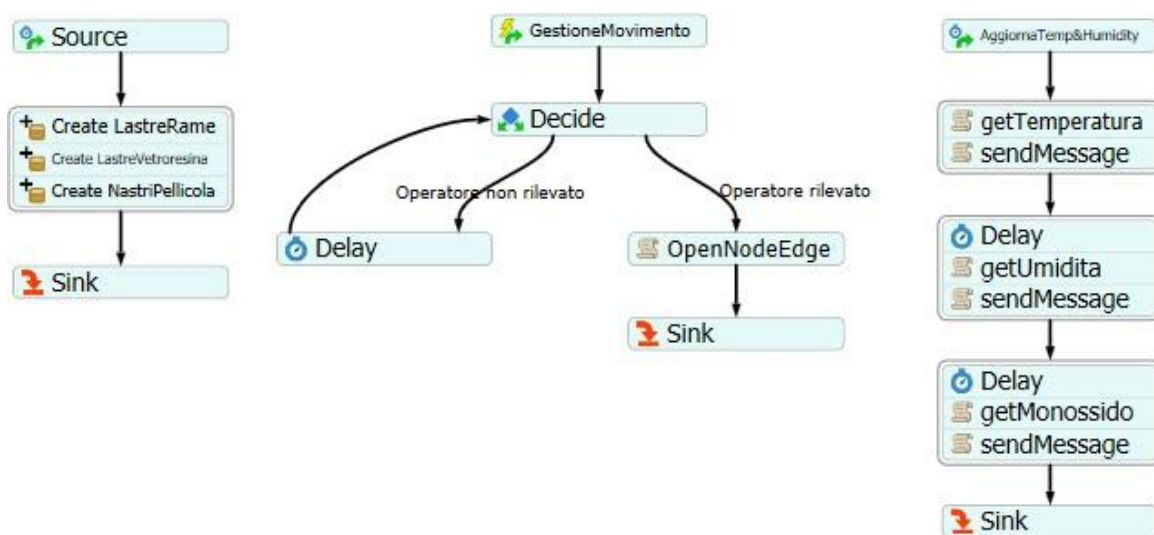 Source
Create LastreRame
Create LastreVetroresina
Create NastriPellicola
Sink
GestioneMovimento
Decide
Operatore non rilevato
Operatore rilevato
Delay
OpenNodeEdge
Sink
AggiornaTemp&Humidity
getTemperatura
sendMessage
Delay
getUmidita
sendMessage
Delay
getMonossido
sendMessage
Sink